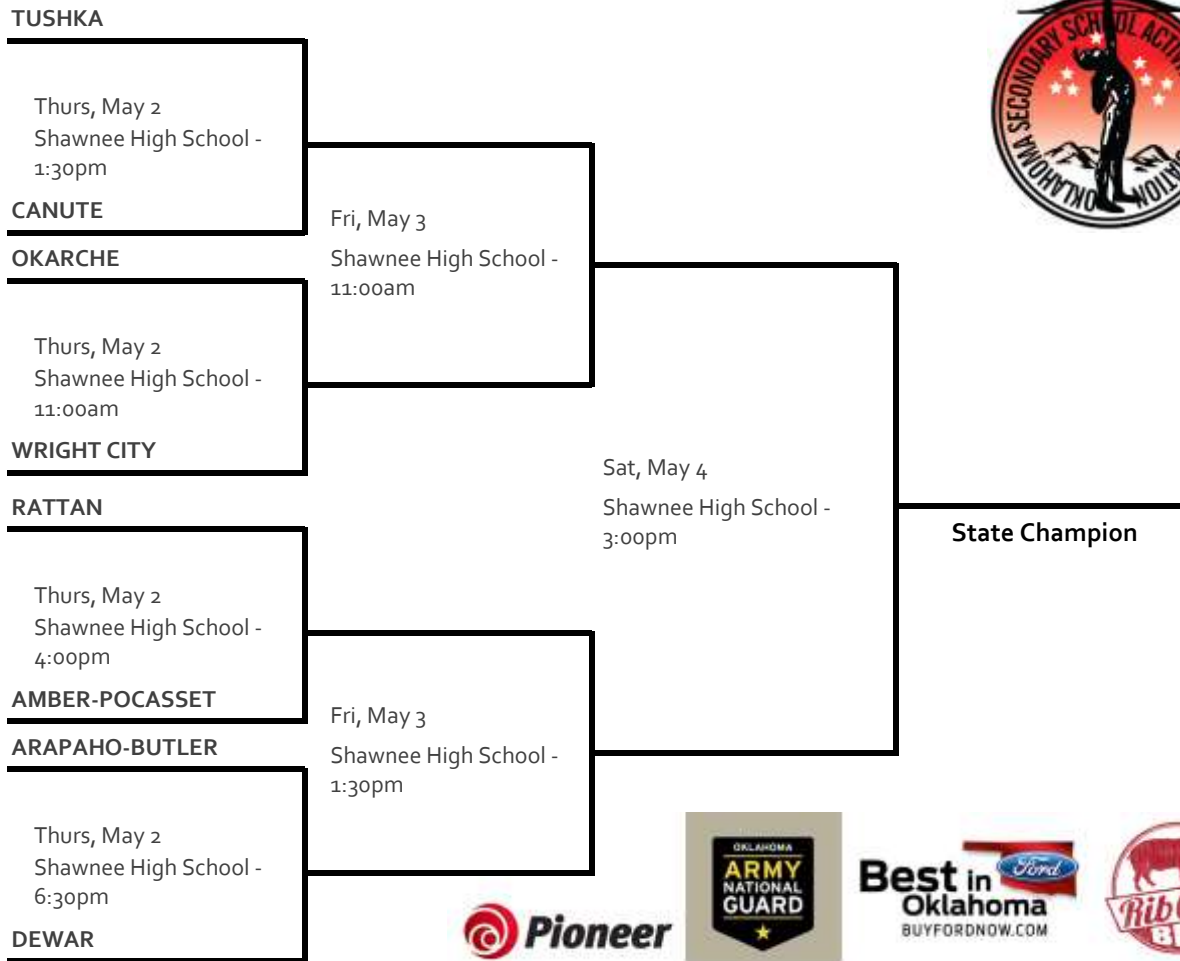 TUSHKA
Thurs, May 2
Shawnee High School -
1:30pm
CANUTE
OKARCHE
Thurs, May 2
Shawnee High School -
11:00am
WRIGHT CITY
Fri, May 3
Shawnee High School -
11:00am
RATTAN
Thurs, May 2
Shawnee High School -
4:00pm
AMBER-POCASSET
ARAPAHO-BUTLER
Thurs, May 2
Shawnee High School -
6:30pm
DEWAR
Fri, May 3
Shawnee High School -
1:30pm
Sat, May 4
Shawnee High School -
3:00pm
State Champion
OKLAHOMA SECONDARY SCHOOL
Pioneer
OKLAHOMA
ARMY
NATIONAL
GUARD
Best in
Ford
Oklahoma
BUYFORDNOW.COM
Rib